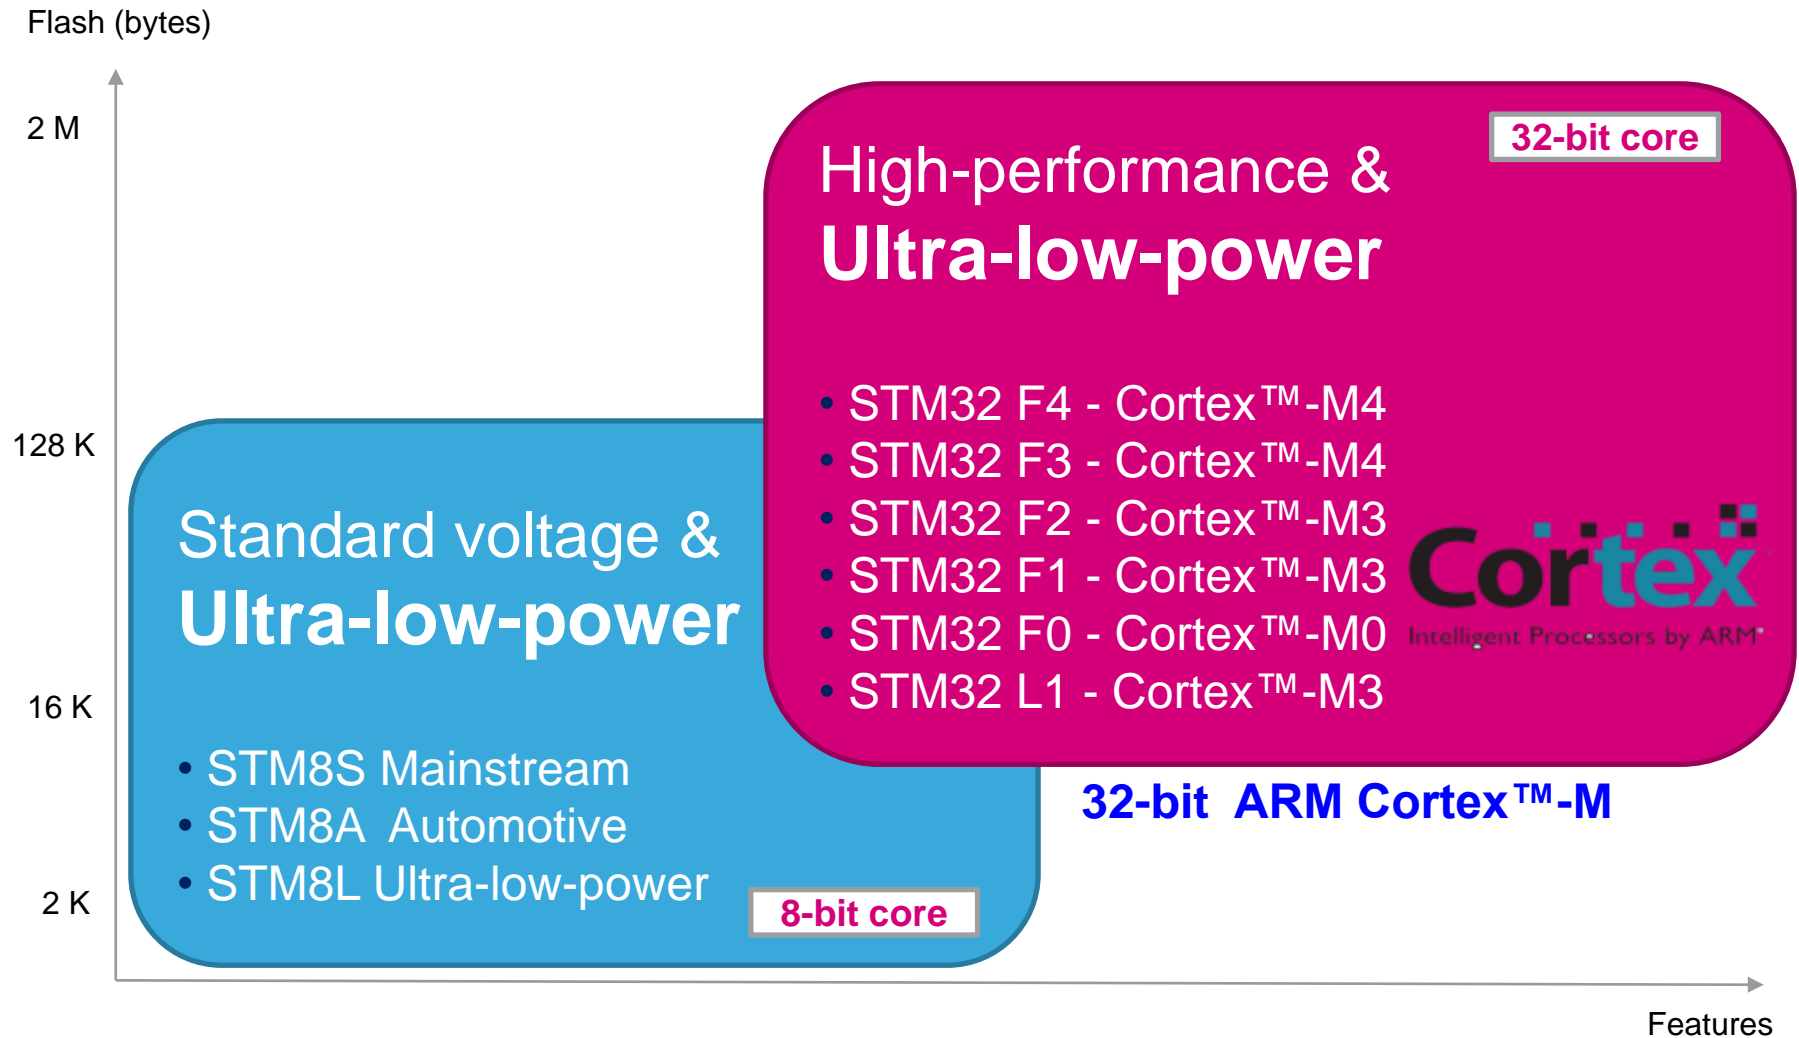 Flash (bytes)
2 M
128 K
16 K
2 K
32-bit core
High-performance &
Ultra-low-power
• STM32 F4 - Cortex™-M4
• STM32 F3 - Cortex™-M4
• STM32 F2 - Cortex™-M3
• STM32 F1 - Cortex™-M3
• STM32 F0 - Cortex™-M0
• STM32 L1 - Cortex™-M3
Cortex
Intelligent Processors by ARM
Standard voltage &
Ultra-low-power
• STM8S Mainstream
• STM8A Automotive
• STM8L Ultra-low-power
8-bit core
32-bit ARM Cortex™-M
Features